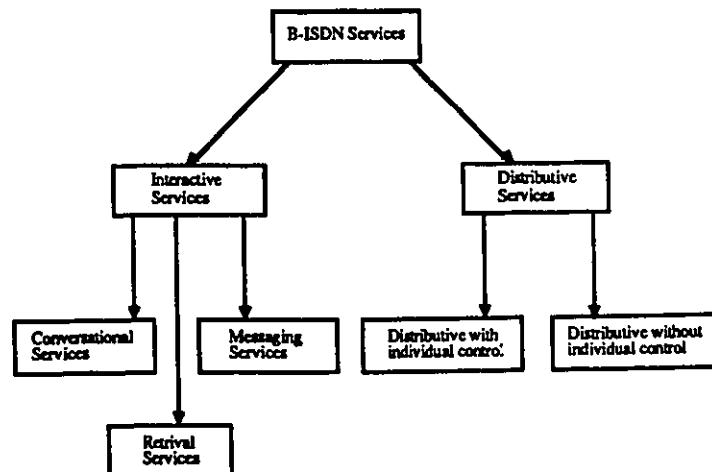 B-ISDN Services
Interactive
Services
Distributive
Services
Conversational
Services
Messaging
Services
Distributive with
individual control
Distributive without
individual control
Retrival
Services